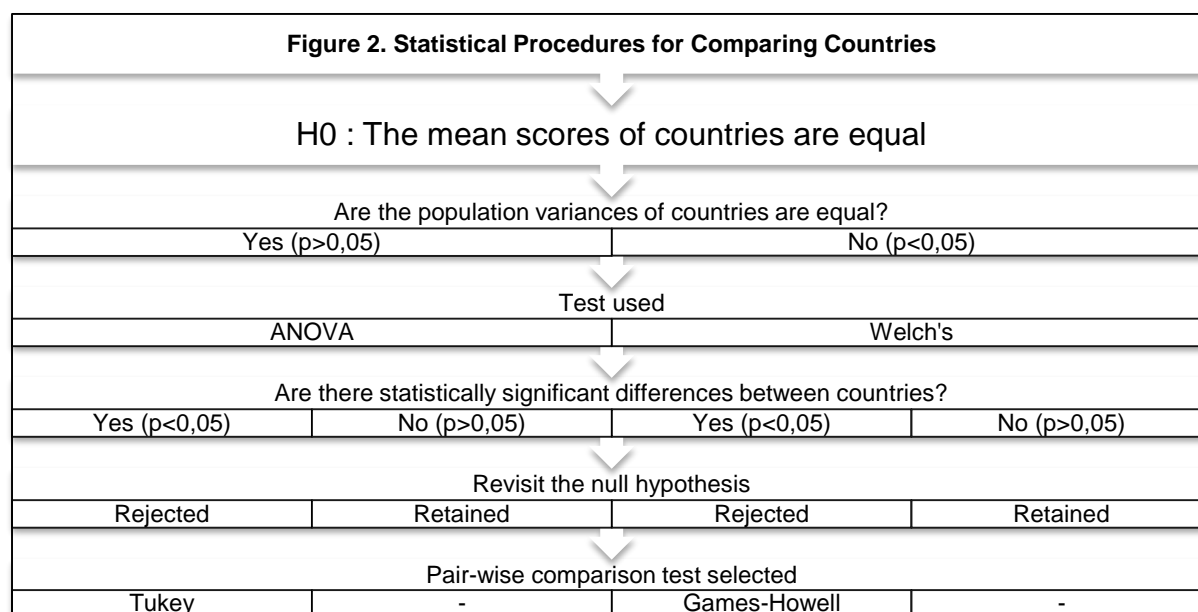 Figure 2. Statistical Procedures for Comparing Countries
H0 : The mean scores of countries are equal
Are the population variances of countries are equal?
Yes (p>0,05) No (p<0,05)
Test used
ANOVA Welch's
Are there statistically significant differences between countries?
Yes (p<0,05) No (p>0,05) Yes (p<0,05) No (p>0,05)
Revisit the null hypothesis
Rejected Retained Rejected Retained
Pair-wise comparison test selected
Tukey - Games-Howell -